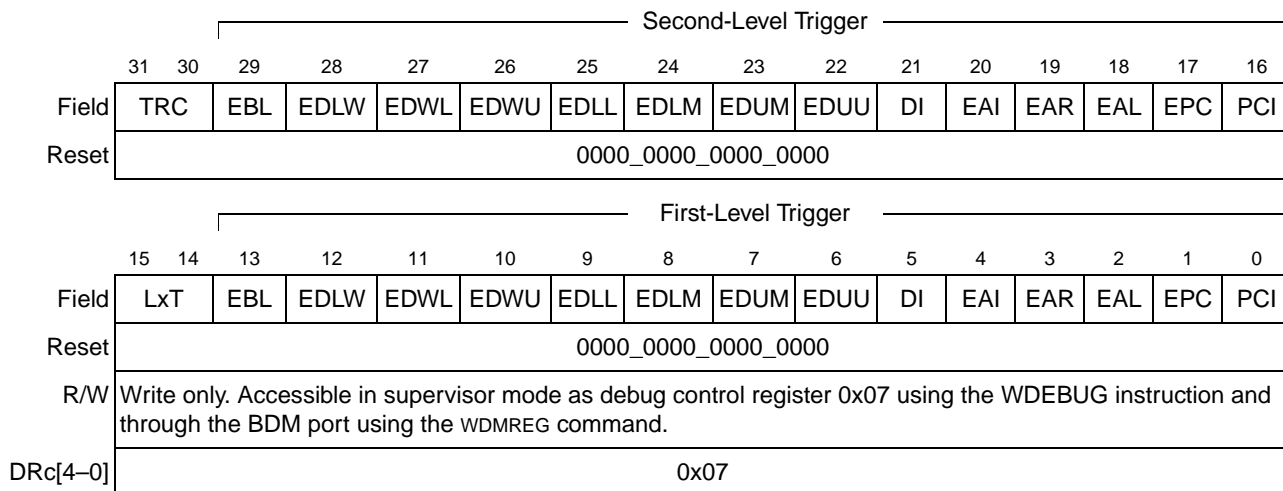 Second-Level Trigger
31 30 29 28 27 26 25 24 23 22 21 20 19 18 17 16
Field TRC EBL EDLW EDWL EDWU EDLL EDLM EDUM EDUU DI EAI EAR EAL EPC PCI
Reset 0000_0000_0000_0000
First-Level Trigger
15 14 13 12 11 10 9 8 7 6 5 4 3 2 1 0
Field LxT EBL EDLW EDWL EDWU EDLL EDLM EDUM EDUU DI EAI EAR EAL EPC PCI
Reset 0000_0000_0000_0000
R/W Write only. Accessible in supervisor mode as debug control register 0x07 using the WDEBUG instruction and
through the BDM port using the WDMREG command.
DRc[4–0] 0x07